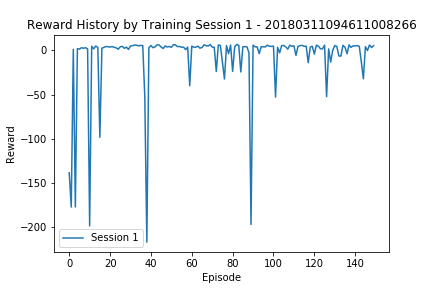 Reward History by Training Session 1 - 20180311094611008266
0
−50
−100
−150
−200
Reward
Session 1
0 20 40 60 80 100 120 140
Episode